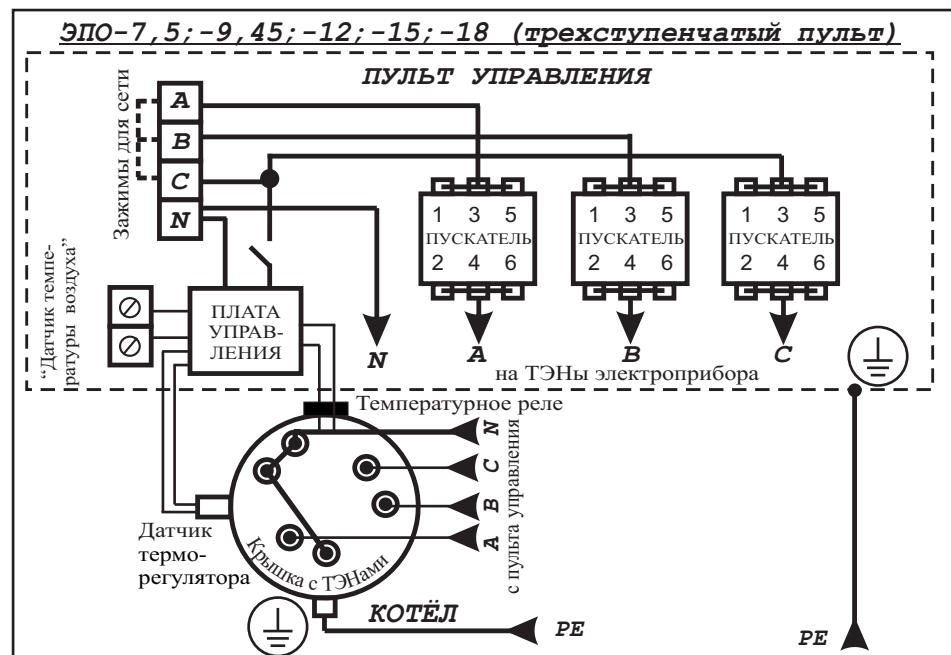 ЭПО-7,5;-9,45;-12;-15;-18 (трехступенчатый пульт)
ПУЛЬТ УПРАВЛЕНИЯ
Зажимы для сети
A
B
C
N
1 3 5
ПУСКАТЕЛЬ
2 4 6
1 3 5
ПУСКАТЕЛЬ
2 4 6
1 3 5
ПУСКАТЕЛЬ
2 4 6
“Датчик темпе-
ратуры воздуха”
ПЛАТА
УПРАВ-
ЛЕНИЯ
N
A
B
C
на ТЭНы электроприбора
Температурное реле
N
C
B
A
с пульта управления
Датчик
термо-
регулятора
Крышка с ТЭНами
КОТЁЛ
PE
PE